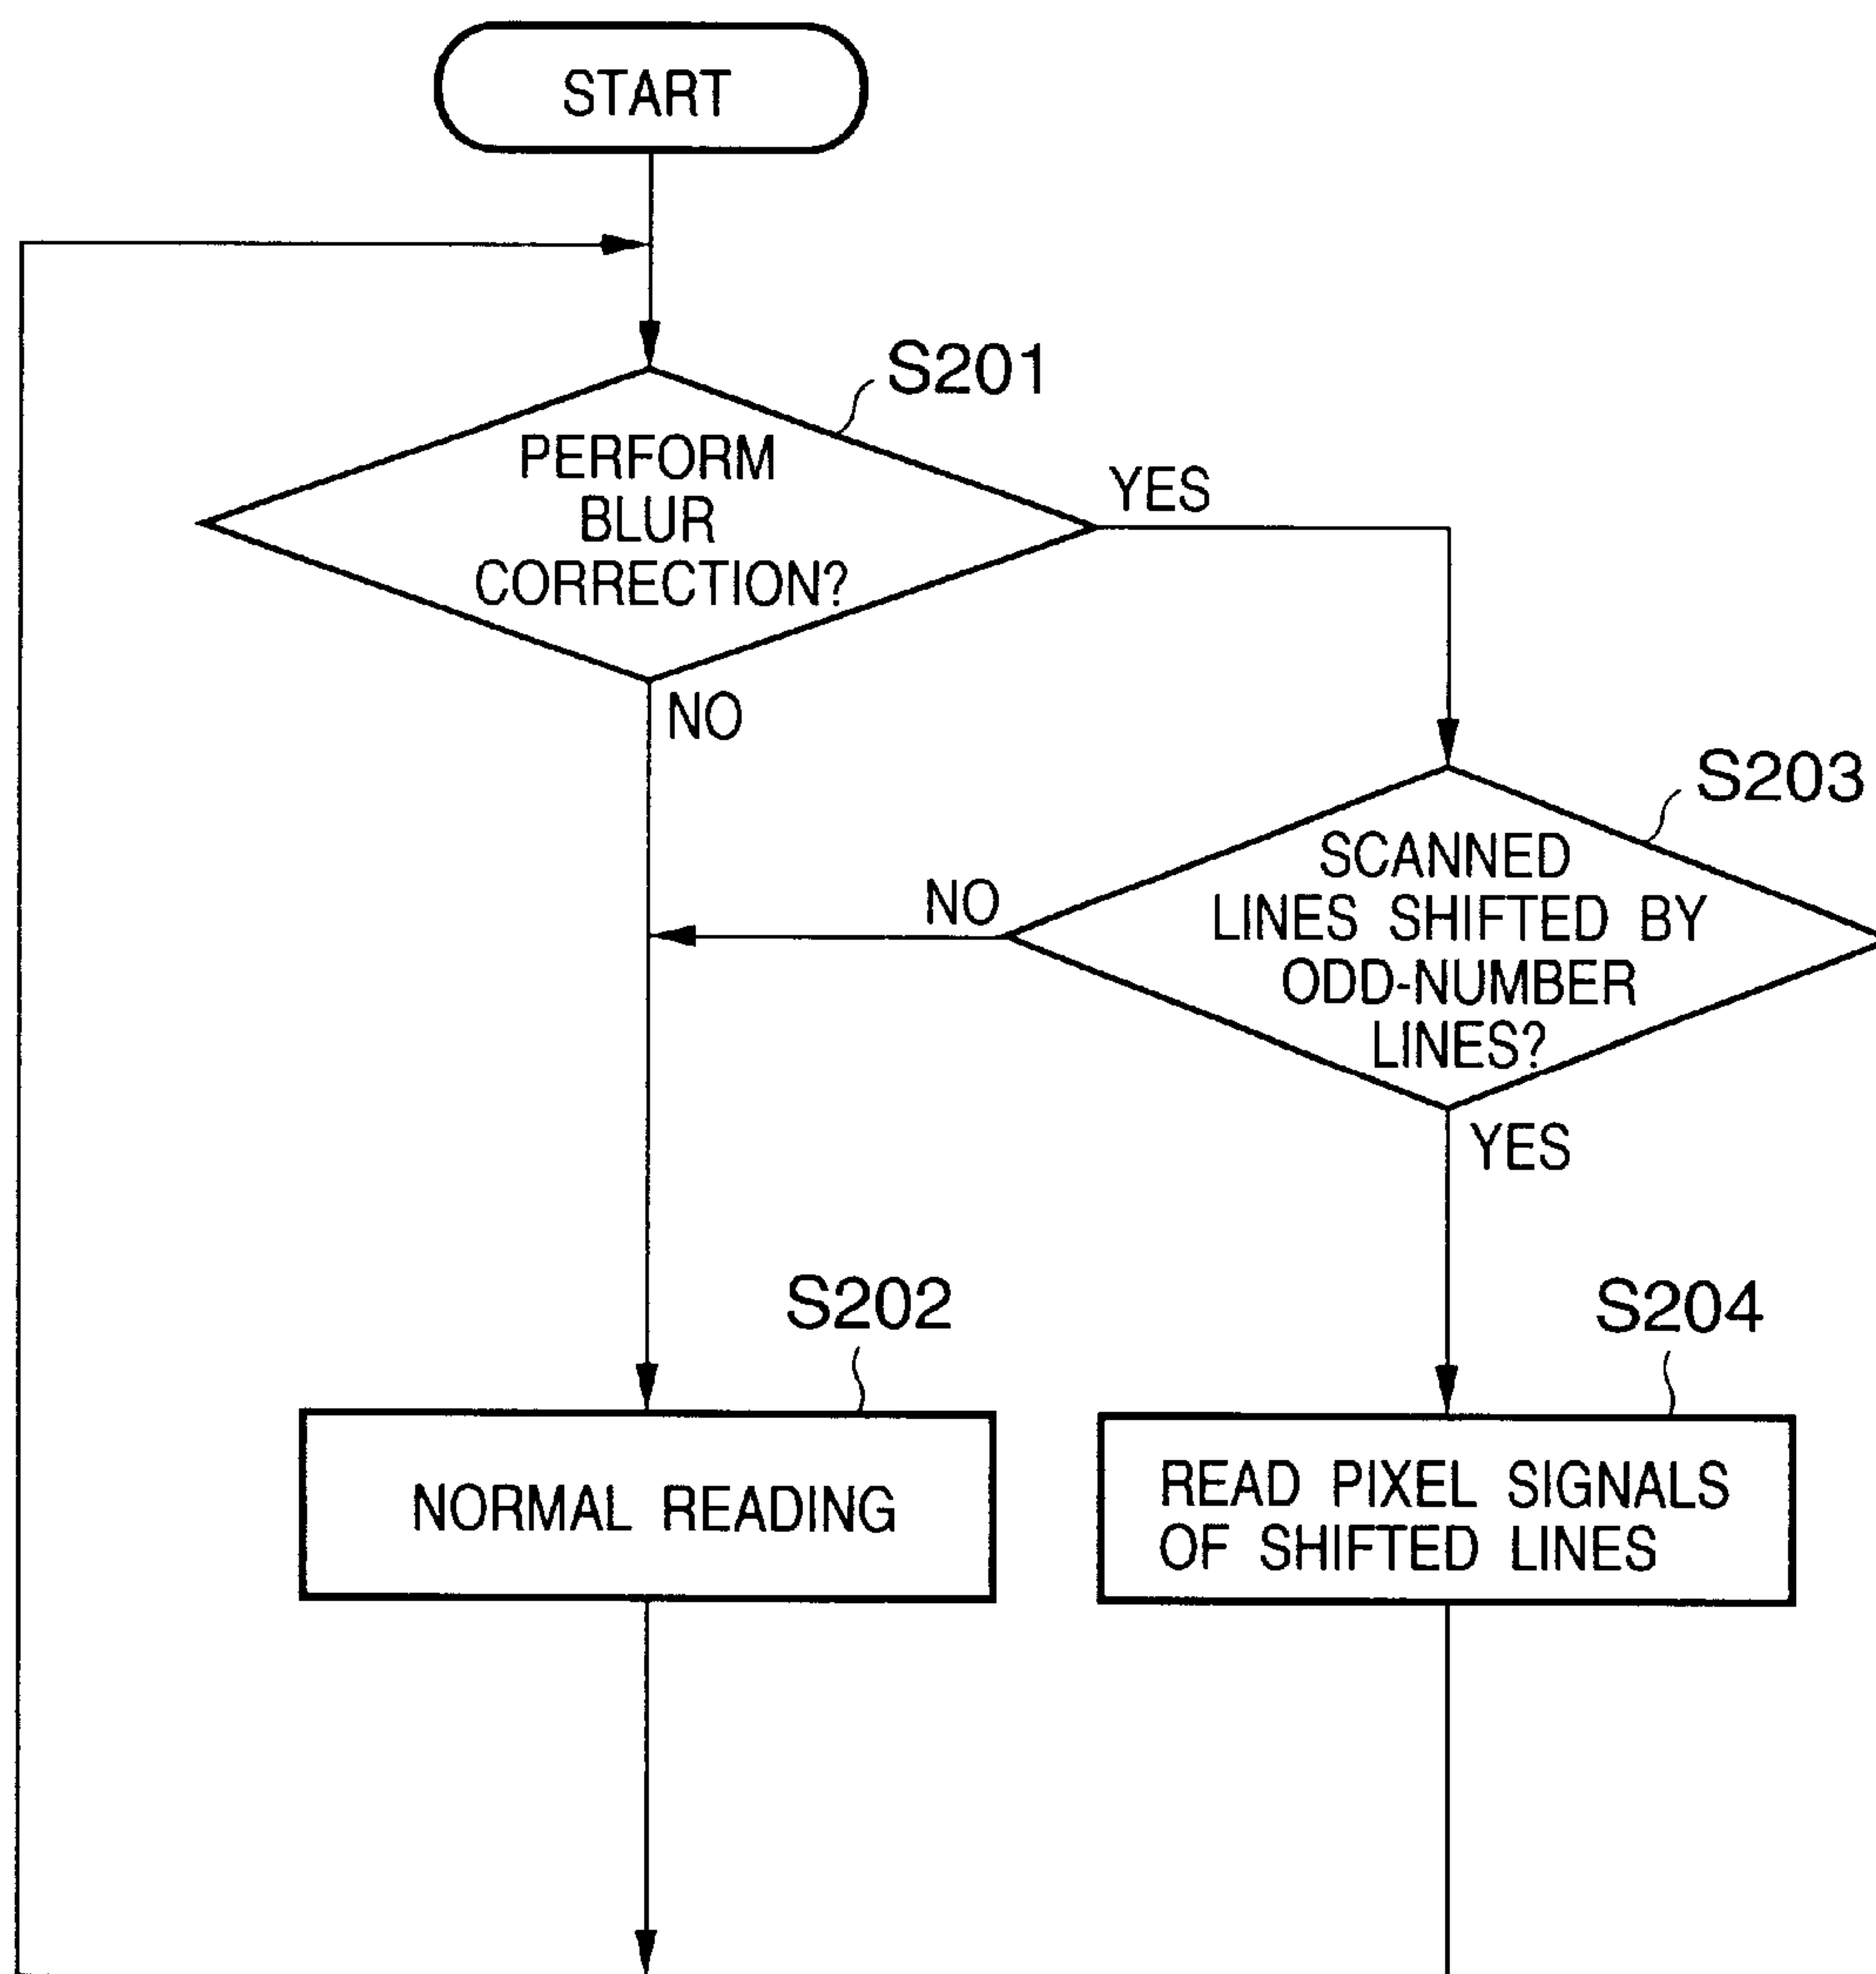 START
S201
PERFORM
BLUR
CORRECTION?
YES
NO
S203
SCANNED
LINES SHIFTED BY
ODD-NUMBER
LINES?
NO
YES
S202
NORMAL READING
S204
READ PIXEL SIGNALS
OF SHIFTED LINES